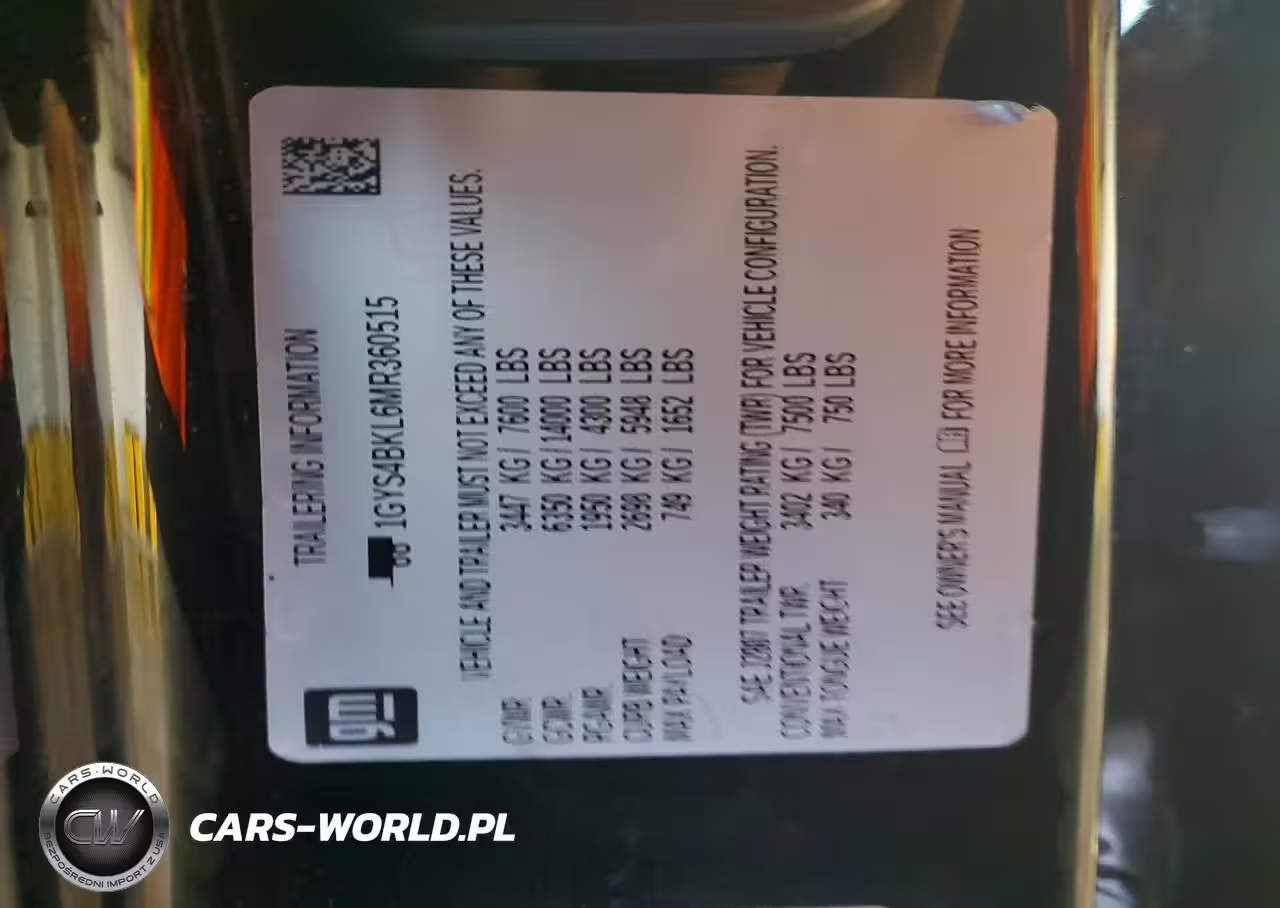 gm
TRAILERING INFORMATION
1GYS4BKL6MR360515
VEHICLE AND TRAILER MUST NOT EXCEED ANY OF THESE VALUES.
GVWR 3447 KG / 7600 LBS
GCWR 6350 KG / 14000 LBS
RGAWR 1950 KG / 4300 LBS
CURB WEIGHT 2698 KG / 5948 LBS
MAX PAYLOAD 749 KG / 1652 LBS
SAE J2807 TRAILER WEIGHT RATING (TWR) FOR VEHICLE CONFIGURATION.
CONVENTIONAL TWR 3402 KG / 7500 LBS
MAX TONGUE WEIGHT 340 KG / 750 LBS
SEE OWNER'S MANUAL FOR MORE INFORMATION
CARS-WORLD
CW
BEZPOŚREDNI IMPORT Z USA
CARS-WORLD.PL